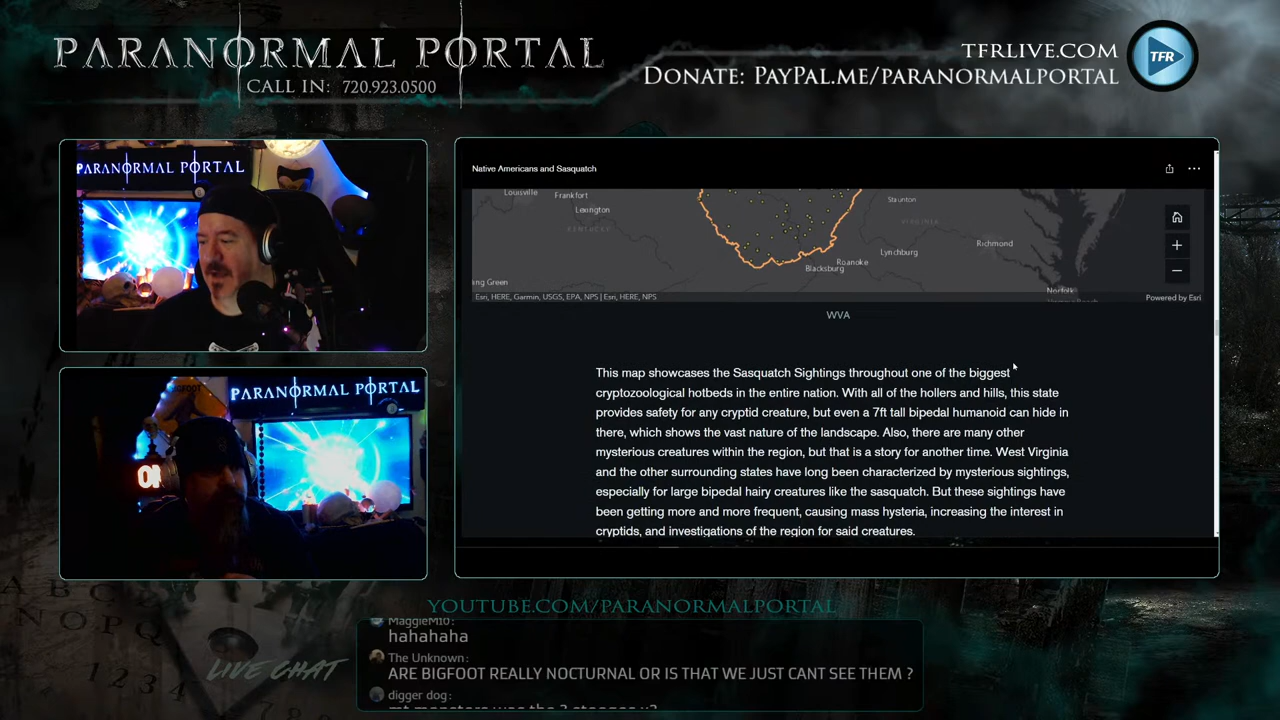 PARANORMAL PORTAL
CALL IN: 720.923.0500
TFRLIVE.COM
DONATE: PAYPAL.ME/PARANORMALPORTAL
TFR
PARANORMAL PORTAL
PARANORMAL PORTAL
ON
Native Americans and Sasquatch
Louisville
Frankfort
Lexington
KENTUCKY
Staunton
VIRGINIA
Lynchburg
Richmond
Roanoke
Blacksburg
ing Green
Norfolk
Esri, HERE, Garmin, USGS, EPA, NPS | Esri, HERE, NPS
Powered by Esri
WVA
This map showcases the Sasquatch Sightings throughout one of the biggest
cryptozoological hotbeds in the entire nation. With all of the hollers and hills, this state
provides safety for any cryptid creature, but even a 7ft tall bipedal humanoid can hide in
there, which shows the vast nature of the landscape. Also, there are many other
mysterious creatures within the region, but that is a story for another time. West Virginia
and the other surrounding states have long been characterized by mysterious sightings,
especially for large bipedal hairy creatures like the sasquatch. But these sightings have
been getting more and more frequent, causing mass hysteria, increasing the interest in
cryptids, and investigations of the region for said creatures.
YOUTUBE.COM/PARANORMALPORTAL
LIVE CHAT
MaggieM10:
hahahaha
The Unknown:
ARE BIGFOOT REALLY NOCTURNAL OR IS THAT WE JUST CANT SEE THEM ?
digger dog:
A B C
N O P Q
1 2 3 4